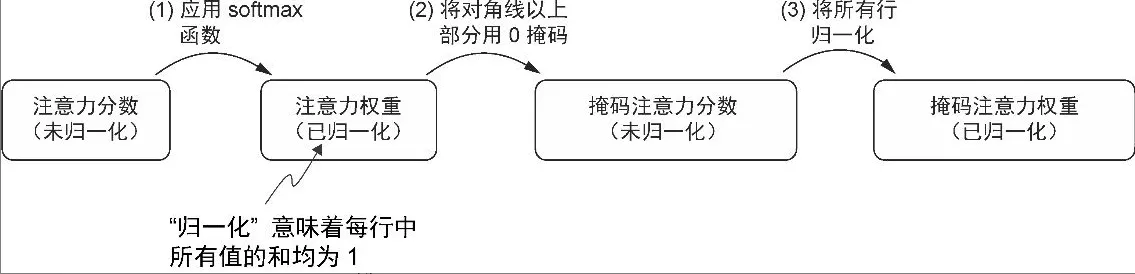 (1) 应用 softmax
函数
(2) 将对角线以上
部分用 0 掩码
(3) 将所有行
归一化
注意力分数
（未归一化）
注意力权重
（已归一化）
掩码注意力分数
（未归一化）
掩码注意力权重
（已归一化）
“归一化”意味着每行中
所有值的和均为 1